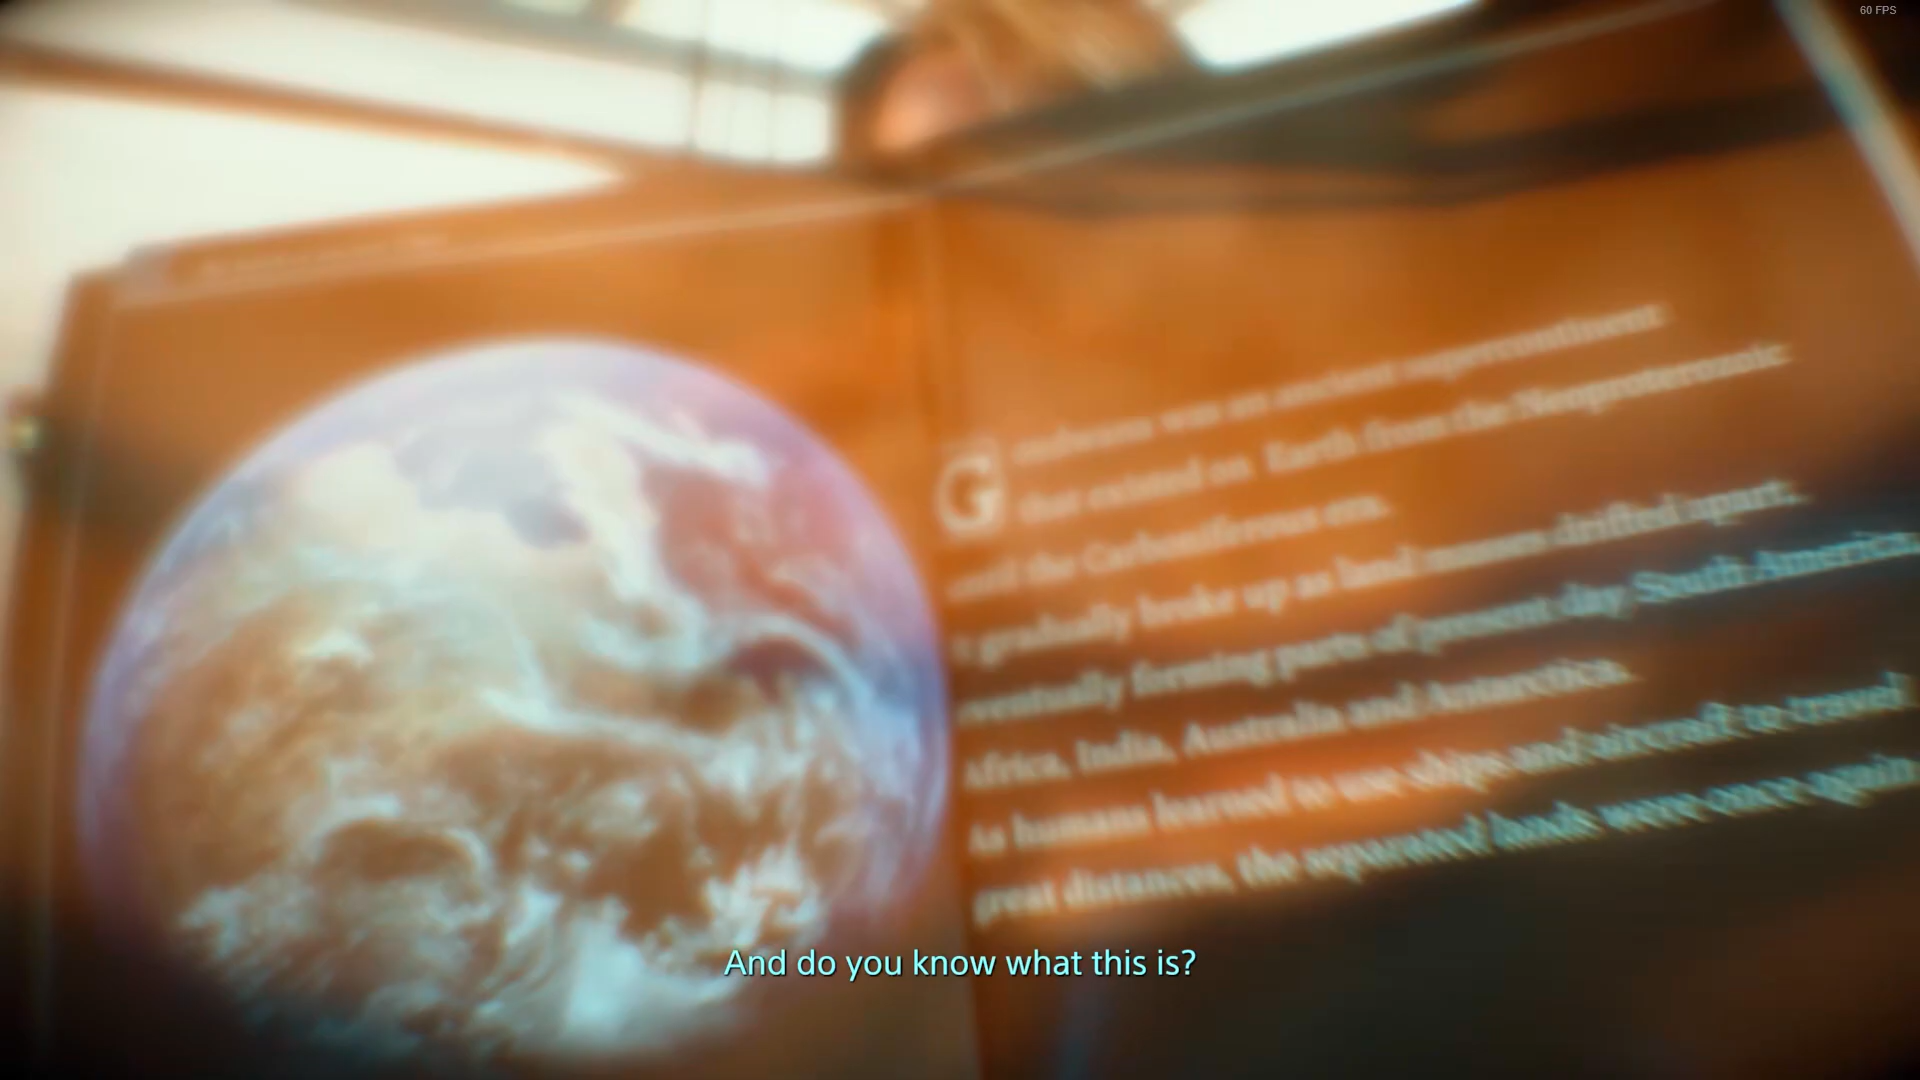 60 FPS
Gondwana was an ancient supercontinent
that existed on Earth from the Neoproterozoic
until the Carboniferous era.
It gradually broke up as land masses drifted apart,
eventually forming parts of present day South America,
Africa, India, Australia and Antarctica.
As humans learned to use ships and aircraft to travel
great distances, the separated lands were once again
And do you know what this is?